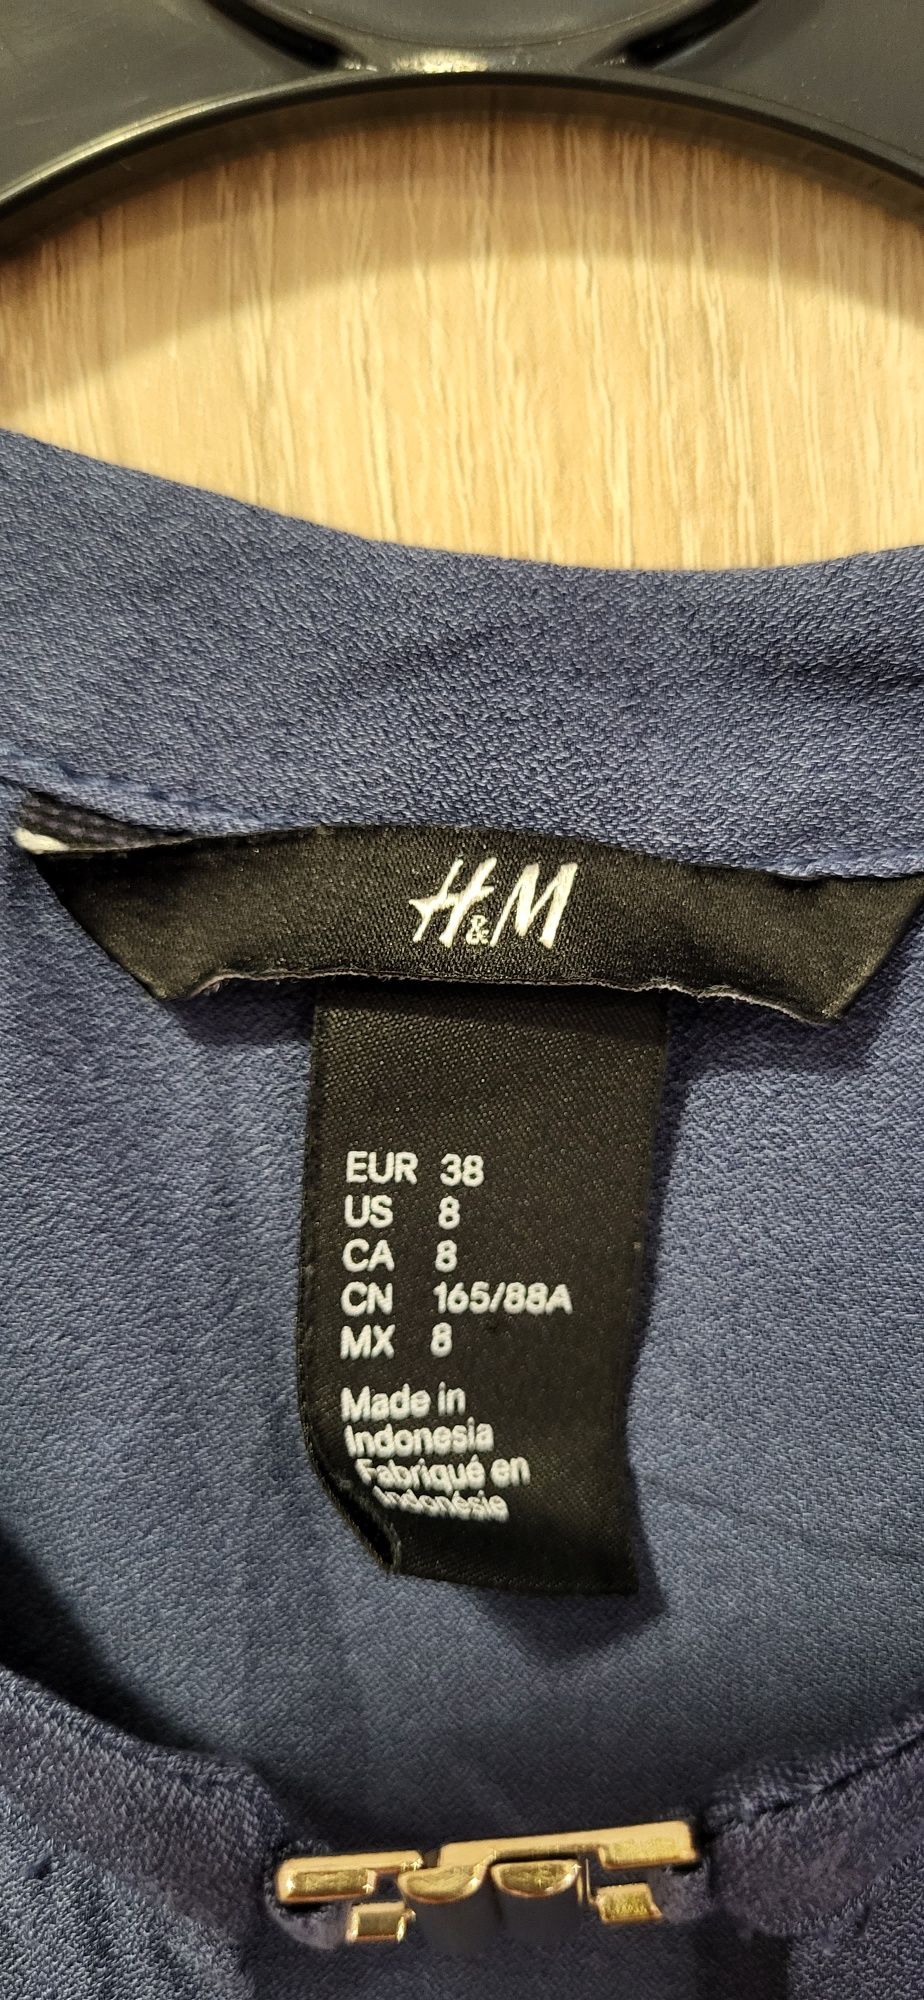 H&M
EUR 38
US 8
CA 8
CN 165/88A
MX 8
Made in
Indonesia
Fabriqué en
Indonésie